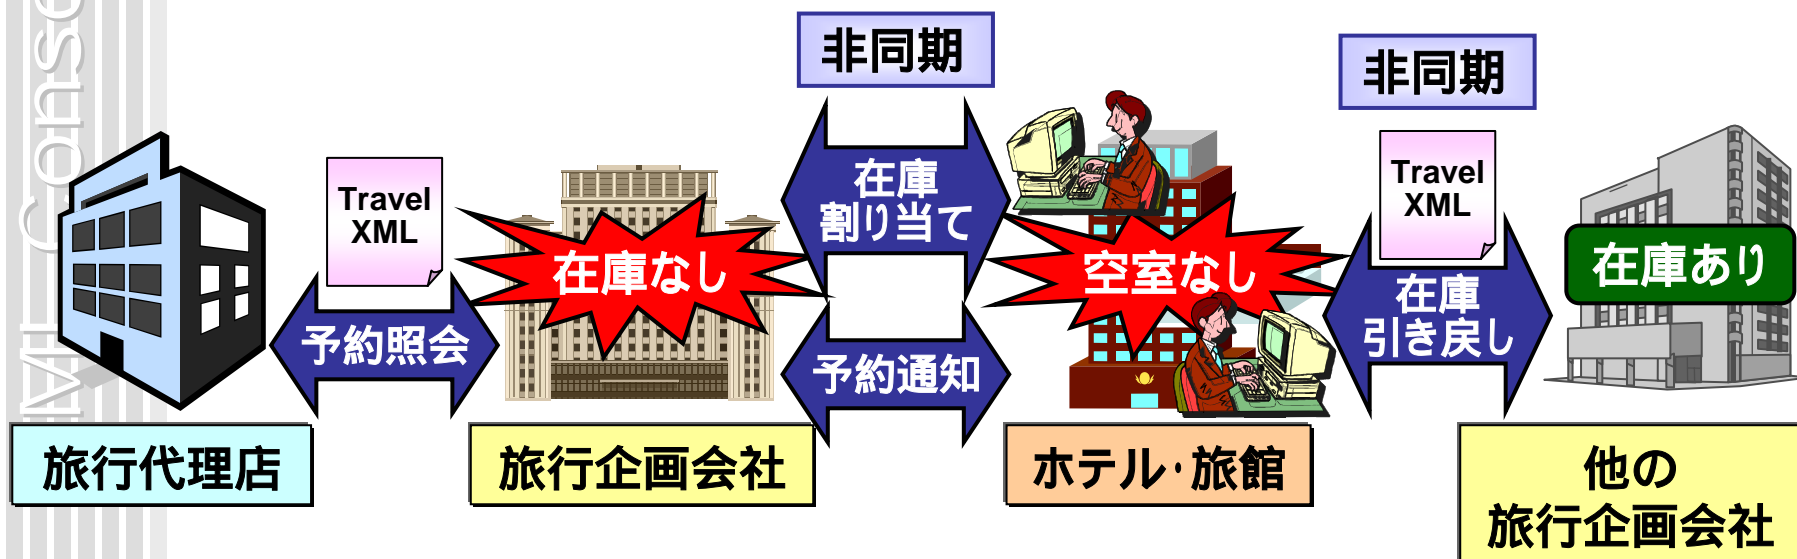 ML Conso
非同期
非同期
Travel
XML
在庫
割り当て
Travel
XML
在庫なし
空室なし
在庫あり
予約照会
予約通知
在庫
引き戻し
旅行代理店
旅行企画会社
ホテル・旅館
他の
旅行企画会社